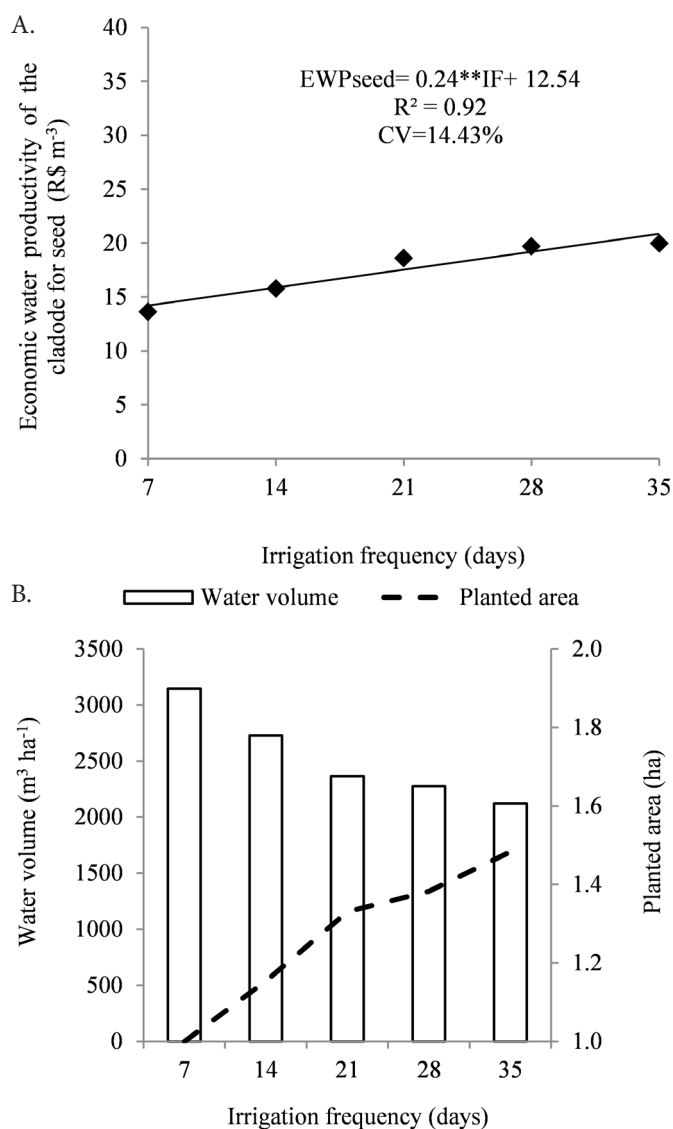 A.
Economic water productivity of the
cladode for seed (R$ m⁻³)
40
35
30
25
20
15
10
5
0
EWPseed= 0.24**IF+ 12.54
R² = 0.92
CV=14.43%
7 14 21 28 35
Irrigation frequency (days)
B.
Water volume Planted area
Water volume (m³ ha⁻¹)
3500
3000
2500
2000
1500
1000
500
0
2.0
1.8
1.6
1.4
1.2
1.0
Planted area (ha)
7 14 21 28 35
Irrigation frequency (days)